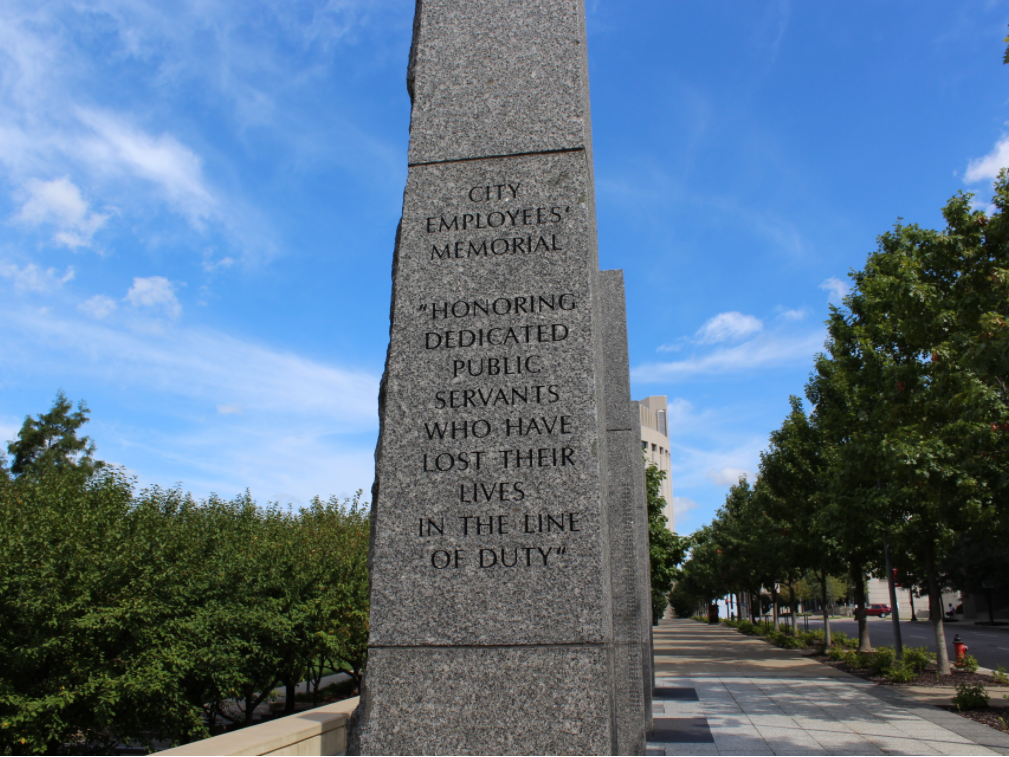 CITY
EMPLOYEES'
MEMORIAL
"HONORING
DEDICATED
PUBLIC
SERVANTS
WHO HAVE
LOST THEIR
LIVES
IN THE LINE
OF DUTY"